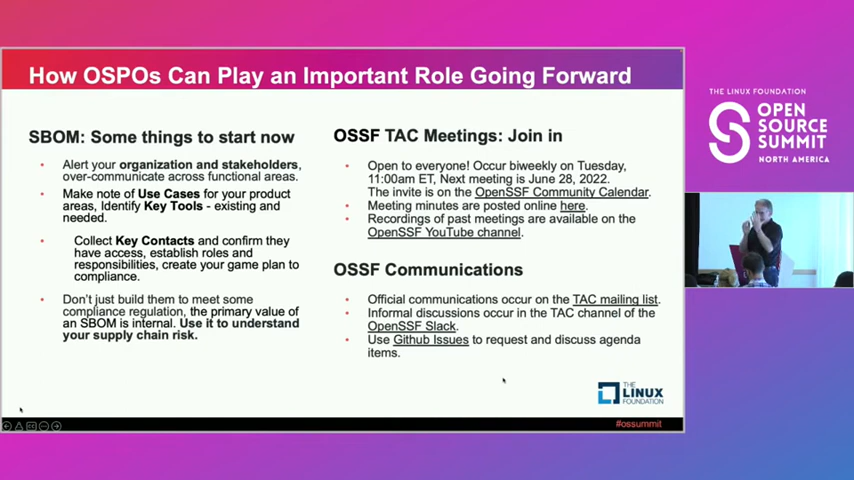 How OSPOs Can Play an Important Role Going Forward
SBOM: Some things to start now
• Alert your organization and stakeholders,
over-communicate across functional areas.
• Make note of Use Cases for your product
areas, Identify Key Tools - existing and
needed.
• Collect Key Contacts and confirm they
have access, establish roles and
responsibilities, create your game plan to
compliance.
• Don't just build them to meet some
compliance regulation, the primary value of
an SBOM is internal. Use it to understand
your supply chain risk.
OSSF TAC Meetings: Join in
• Open to everyone! Occur biweekly on Tuesday,
11:00am ET, Next meeting is June 28, 2022.
The invite is on the OpenSSF Community Calendar.
• Meeting minutes are posted online here.
• Recordings of past meetings are available on the
OpenSSF YouTube channel.
OSSF Communications
• Official communications occur on the TAC mailing list.
• Informal discussions occur in the TAC channel of the
OpenSSF Slack.
• Use Github Issues to request and discuss agenda
items.
THE
LINUX
FOUNDATION
#ossummit
THE LINUX FOUNDATION
OPEN
SOURCE
SUMMIT
NORTH AMERICA